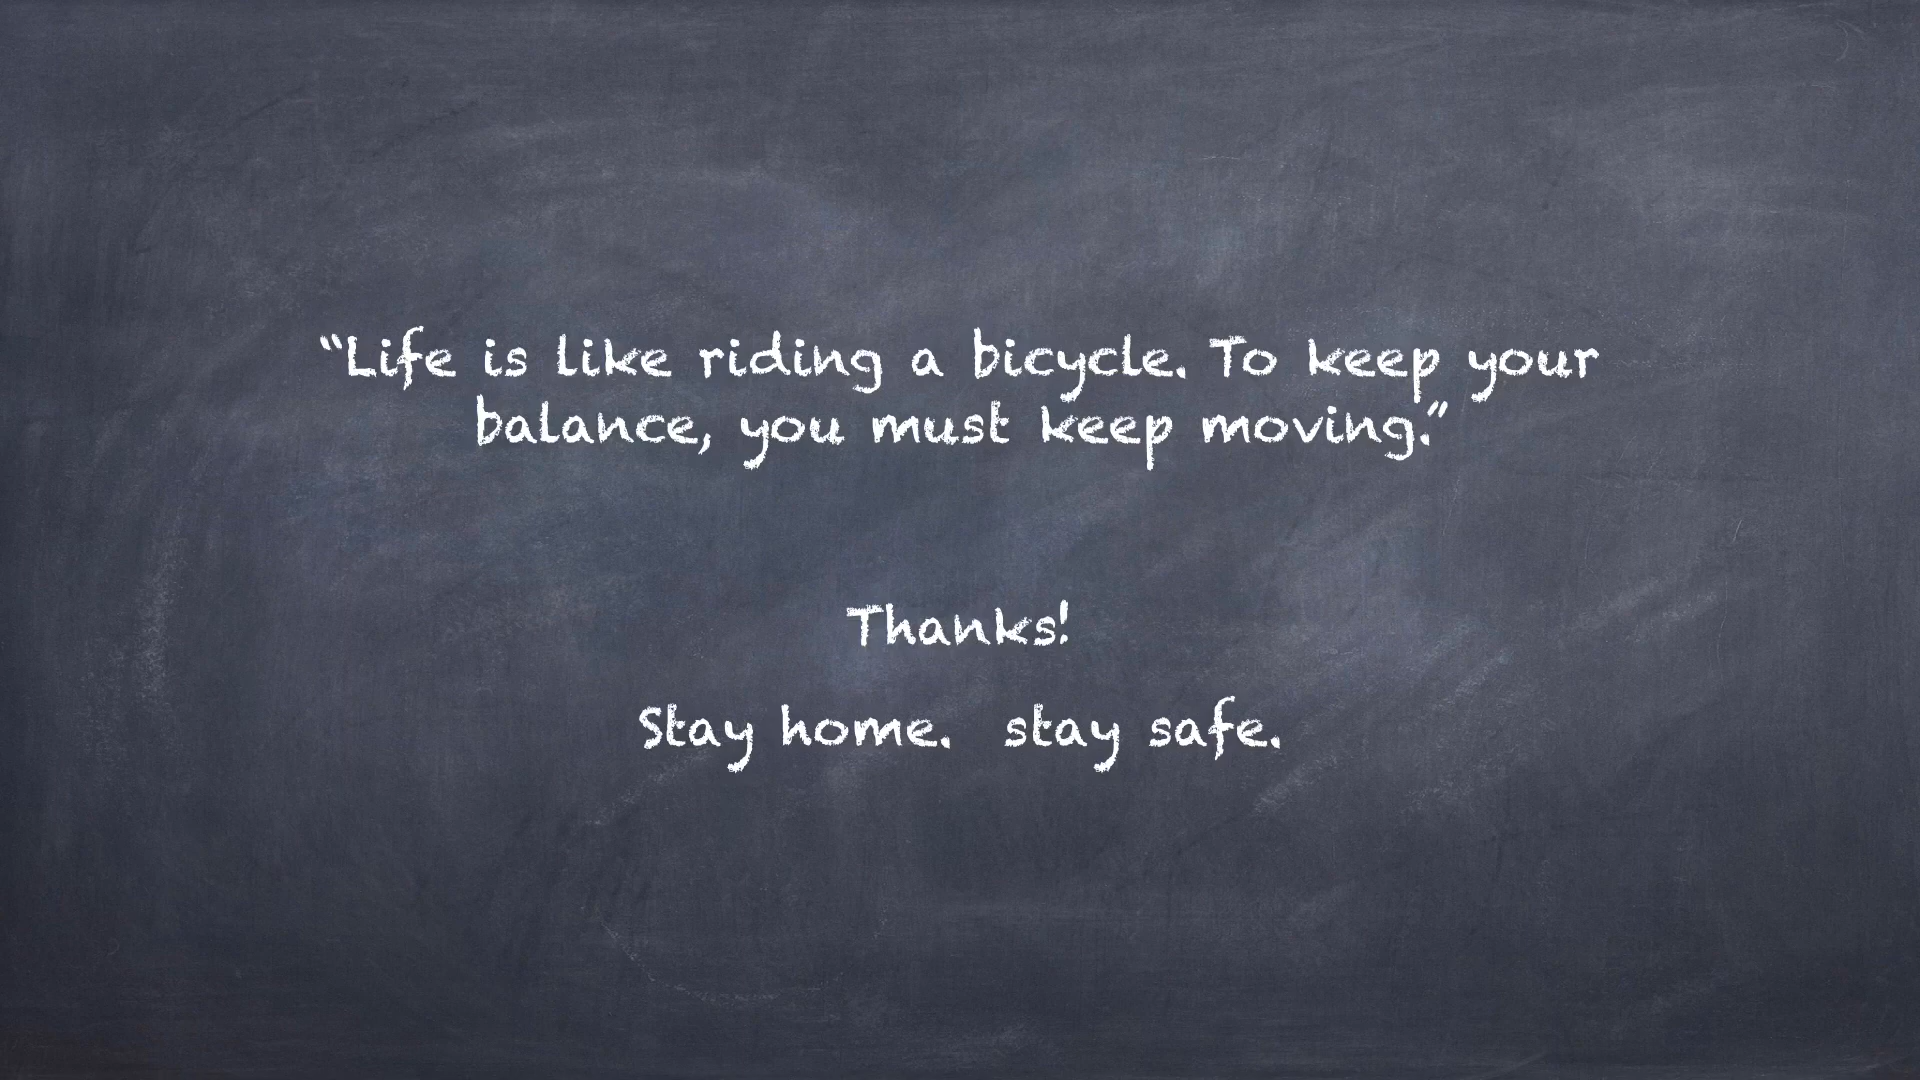 “Life is like riding a bicycle. To keep your
balance, you must keep moving.”
Thanks!
Stay home.  stay safe.